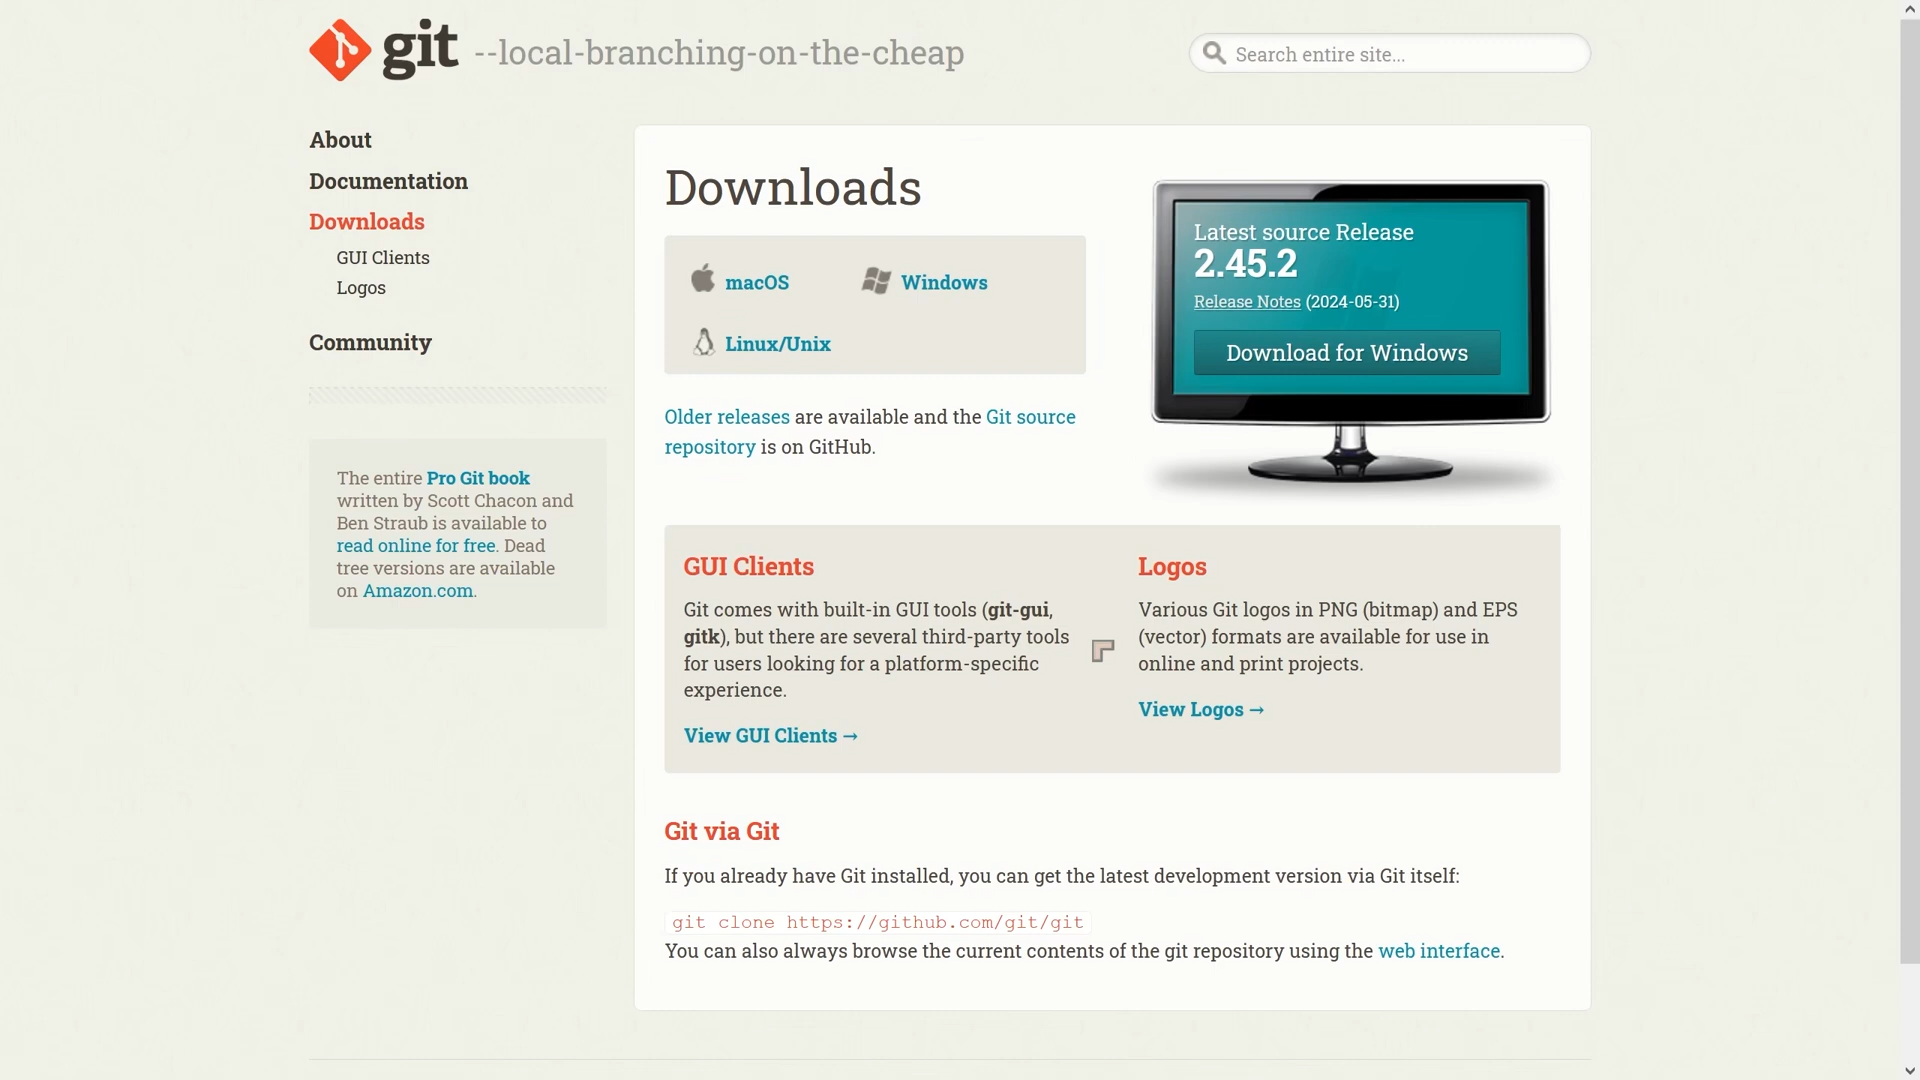 git --local-branching-on-the-cheap
Search entire site...
About
Documentation
Downloads
GUI Clients
Logos
Community
The entire Pro Git book
written by Scott Chacon and
Ben Straub is available to
read online for free. Dead
tree versions are available
on Amazon.com.
Downloads
macOS
Windows
Linux/Unix
Older releases are available and the Git source
repository is on GitHub.
Latest source Release
2.45.2
Release Notes (2024-05-31)
Download for Windows
GUI Clients
Git comes with built-in GUI tools (git-gui,
gitk), but there are several third-party tools
for users looking for a platform-specific
experience.
View GUI Clients →
Logos
Various Git logos in PNG (bitmap) and EPS
(vector) formats are available for use in
online and print projects.
View Logos →
Git via Git
If you already have Git installed, you can get the latest development version via Git itself:
git clone https://github.com/git/git
You can also always browse the current contents of the git repository using the web interface.